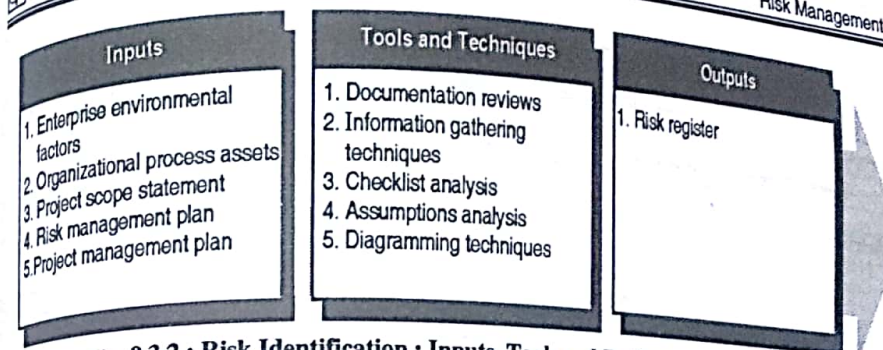 Risk Management
Inputs
1. Enterprise environmental
factors
2. Organizational process assets
3. Project scope statement
4. Risk management plan
5.Project management plan
Tools and Techniques
1. Documentation reviews
2. Information gathering
techniques
3. Checklist analysis
4. Assumptions analysis
5. Diagramming techniques
Outputs
1. Risk register
: Risk Identification : Inputs